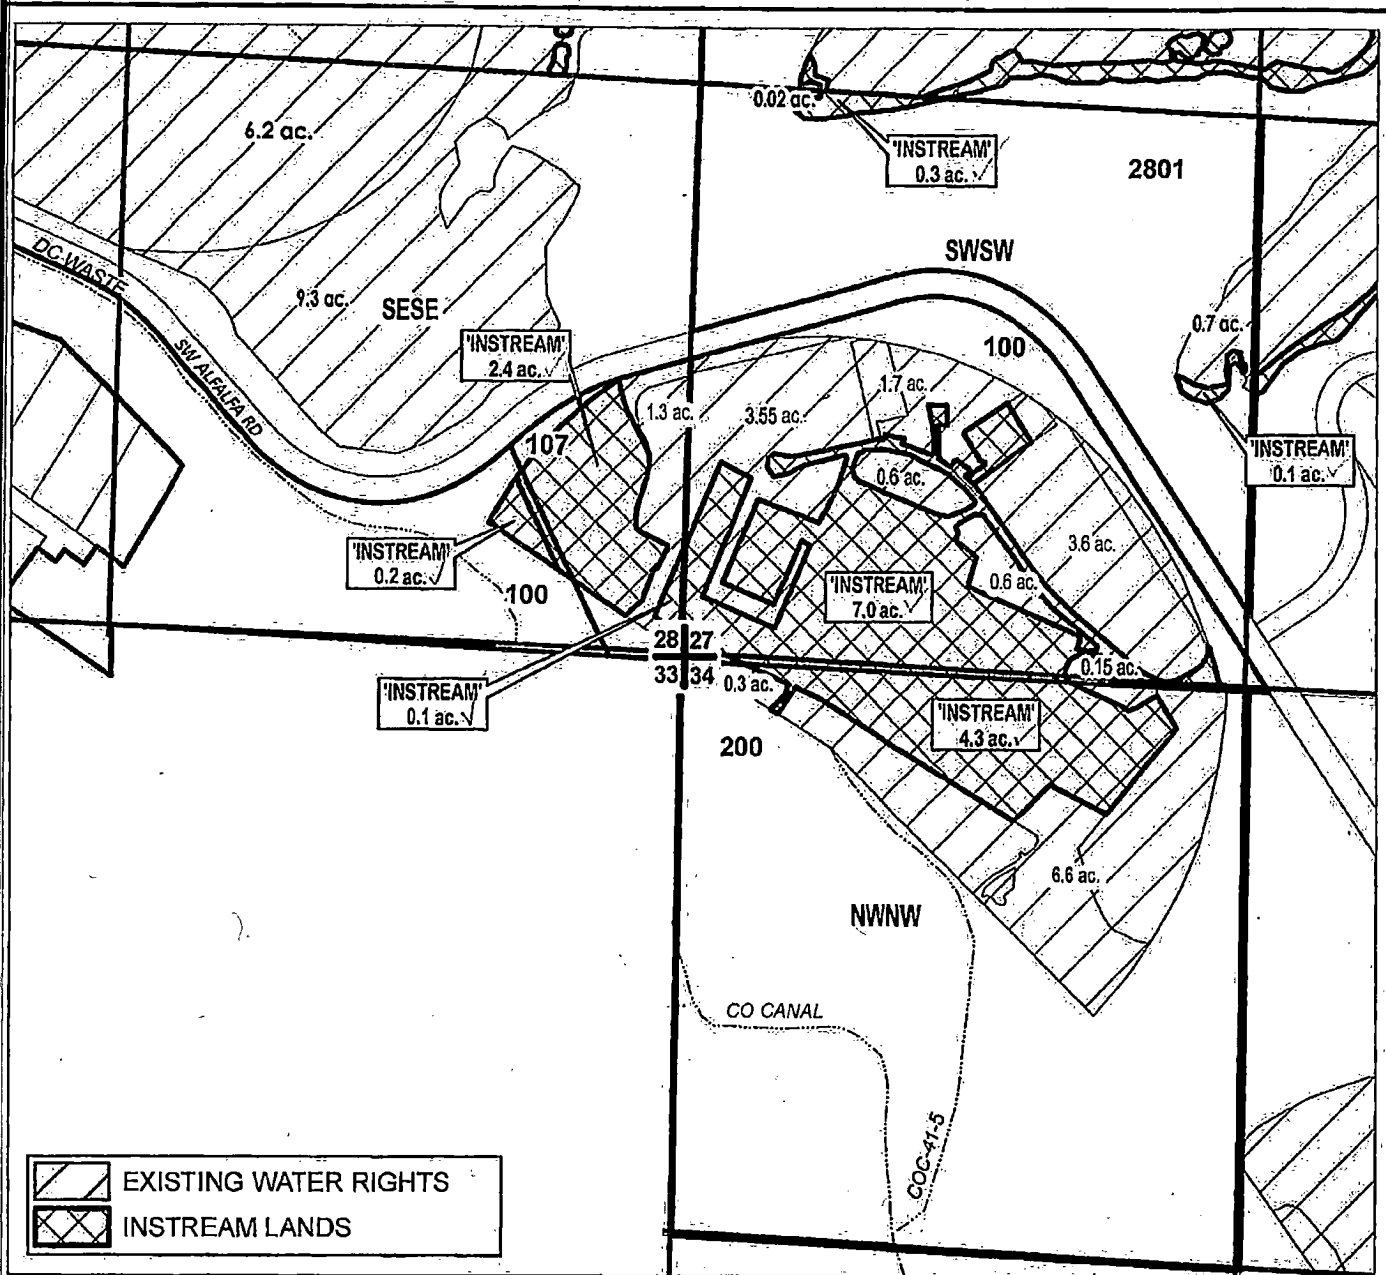 0.02 ac.
6.2 ac.
'INSTREAM'
0.3 ac. ✓
2801
SWSW
DC WASTE
9.3 ac.
SESE
0.7 ac.
SW ALFALFA RD
'INSTREAM'
2.4 ac. ✓
100
1.7 ac.
1.3 ac.
3.55 ac.
107
'INSTREAM'
0.1 ac. ✓
0.6 ac.
3.6 ac.
'INSTREAM'
0.2 ac. ✓
100
'INSTREAM'
7.0 ac. ✓
0.6 ac.
28 27
33 34
0.15 ac.
0.3 ac.
'INSTREAM'
0.1 ac. ✓
'INSTREAM'
4.3 ac. ✓
200
6.6 ac.
NWNW
CO CANAL
COC-41-5
EXISTING WATER RIGHTS
INSTREAM LANDS